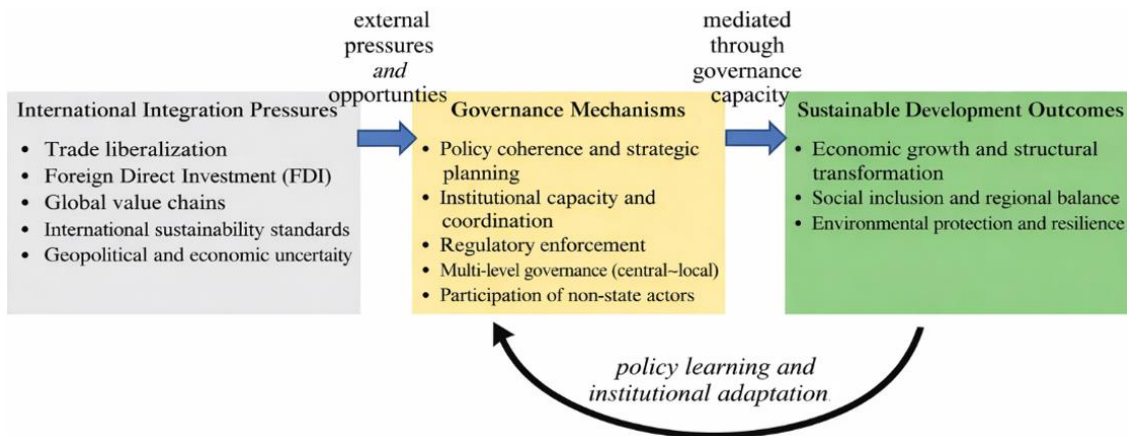 external
pressures
and
opportunties
mediated
through
governance
capacity
International Integration Pressures
• Trade liberalization
• Foreign Direct Investment (FDI)
• Global value chains
• International sustainability standards
• Geopolitical and economic uncertaity
Governance Mechanisms
• Policy coherence and strategic
planning
• Institutional capacity and
coordination
• Regulatory enforcement
• Multi-level governance (central~local)
• Participation of non-state actors
Sustainable Development Outcomes
• Economic growth and structural
transformation
• Social inclusion and regional balance
• Environmental protection and resilience
policy learning and
institutional adaptation